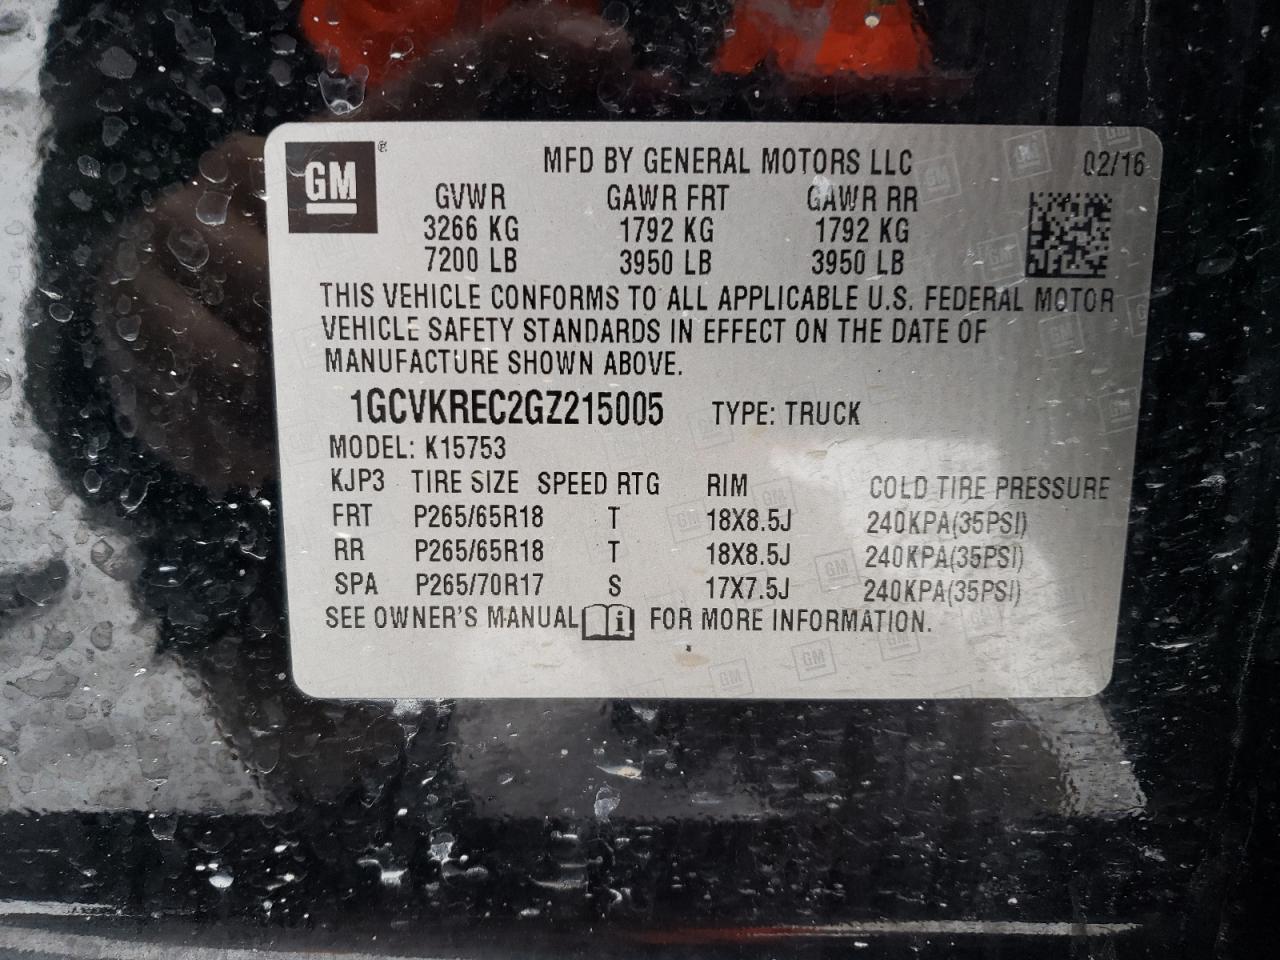 GM ®
MFD BY GENERAL MOTORS LLC 02/16
GVWR GAWR FRT GAWR RR
3266 KG 1792 KG 1792 KG
7200 LB 3950 LB 3950 LB
THIS VEHICLE CONFORMS TO ALL APPLICABLE U.S. FEDERAL MOTOR
VEHICLE SAFETY STANDARDS IN EFFECT ON THE DATE OF
MANUFACTURE SHOWN ABOVE.
1GCVKREC2GZ215005 TYPE: TRUCK
MODEL: K15753
KJP3 TIRE SIZE SPEED RTG RIM COLD TIRE PRESSURE
FRT P265/65R18 T 18X8.5J 240KPA(35PSI)
RR P265/65R18 T 18X8.5J 240KPA(35PSI)
SPA P265/70R17 S 17X7.5J 240KPA(35PSI)
SEE OWNER'S MANUAL i FOR MORE INFORMATION.